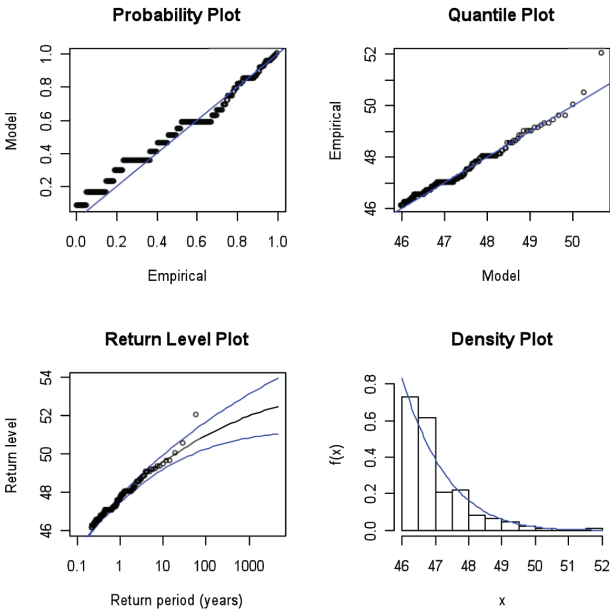 Probability Plot
Model
0.2 0.4 0.6 0.8 1.0
0.0 0.2 0.4 0.6 0.8 1.0
Empirical
Quantile Plot
Empirical
46 48 50 52
46 47 48 49 50
Model
Return Level Plot
Return level
46 48 50 52 54
0.1 1 10 100 1000
Return period (years)
Density Plot
f(x)
0.0 0.2 0.4 0.6 0.8
46 47 48 49 50 51 52
x